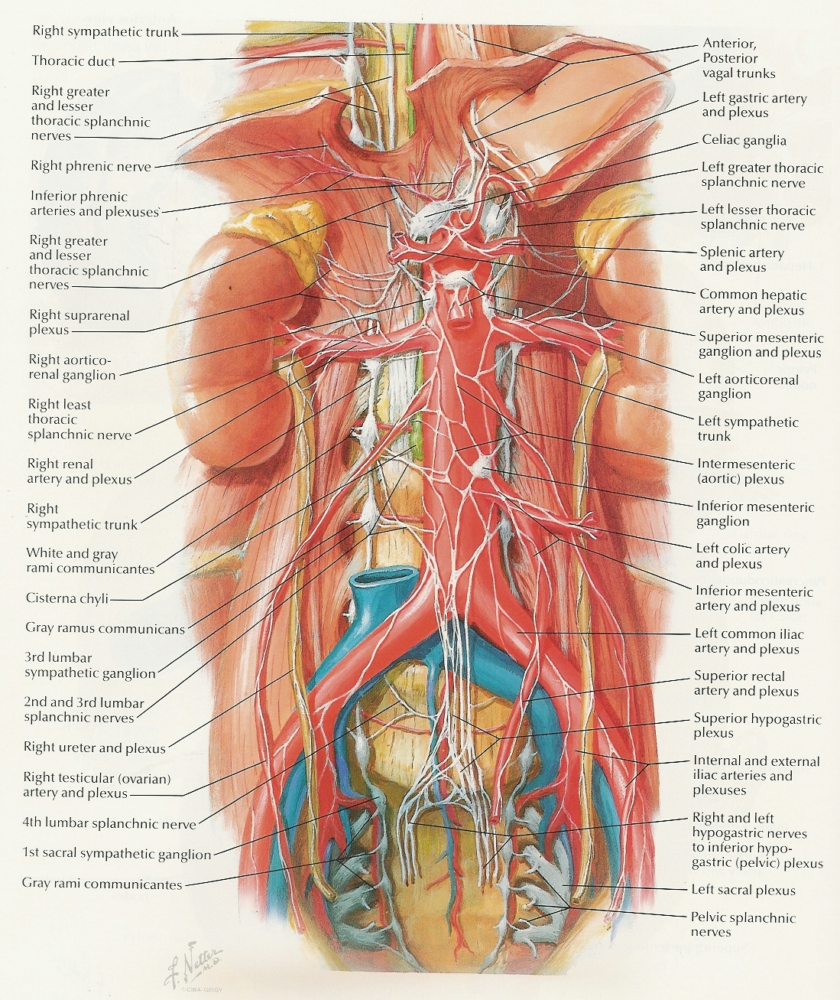 Right sympathetic trunk
Thoracic duct
Right greater
and lesser
thoracic splanchnic
nerves
Right phrenic nerve
Inferior phrenic
arteries and plexuses
Right greater
and lesser
thoracic splanchnic
nerves
Right suprarenal
plexus
Right aortico-
renal ganglion
Right least
thoracic
splanchnic nerve
Right renal
artery and plexus
Right
sympathetic trunk
White and gray
rami communicantes
Cisterna chyli
Gray ramus communicans
3rd lumbar
sympathetic ganglion
2nd and 3rd lumbar
splanchnic nerves
Right ureter and plexus
Right testicular (ovarian)
artery and plexus
4th lumbar splanchnic nerve
1st sacral sympathetic ganglion
Gray rami communicantes
Anterior,
Posterior
vagal trunks
Left gastric artery
and plexus
Celiac ganglia
Left greater thoracic
splanchnic nerve
Left lesser thoracic
splanchnic nerve
Splenic artery
and plexus
Common hepatic
artery and plexus
Superior mesenteric
ganglion and plexus
Left aorticorenal
ganglion
Left sympathetic
trunk
Intermesenteric
(aortic) plexus
Inferior mesenteric
ganglion
Left colic artery
and plexus
Inferior mesenteric
artery and plexus
Left common iliac
artery and plexus
Superior rectal
artery and plexus
Superior hypogastric
plexus
Internal and external
iliac arteries and
plexuses
Right and left
hypogastric nerves
to inferior hypo-
gastric (pelvic) plexus
Left sacral plexus
Pelvic splanchnic
nerves
F. Netter
M.D.
© CIBA-GEIGY